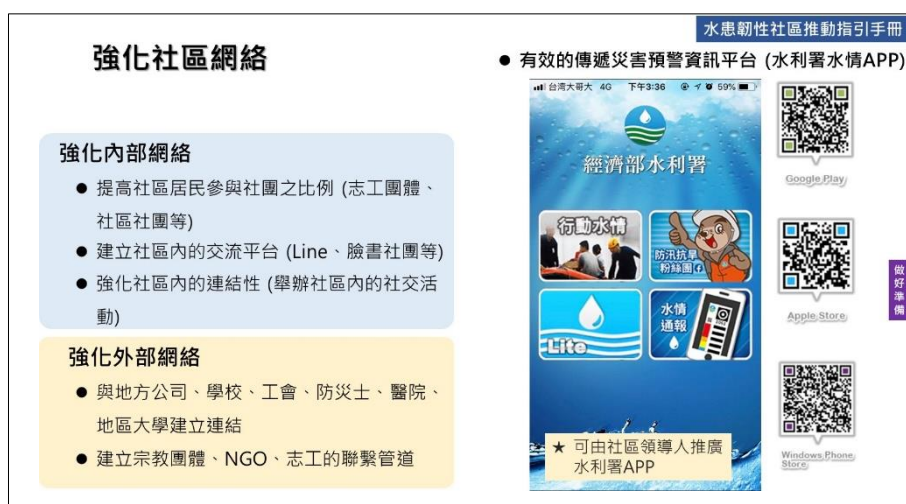 水患韌性社區推動指引手冊
強化社區網絡
強化內部網絡
● 提高社區居民參與社團之比例 (志工團體、
社區社團等)
● 建立社區內的交流平台 (Line、臉書社團等)
● 強化社區內的連結性 (舉辦社區內的社交活
動)
強化外部網絡
● 與地方公司、學校、工會、防災士、醫院、
地區大學建立連結
● 建立宗教團體、NGO、志工的聯繫管道
● 有效的傳遞災害預警資訊平台 (水利署水情APP)
台灣大哥大 4G 下午3:36 59%
經濟部水利署
行動水情
防汛抗旱
粉絲團
Lite
水情
通報
★ 可由社區領導人推廣
水利署APP
Google Play
Apple Store
Windows Phone
Store
做好準備